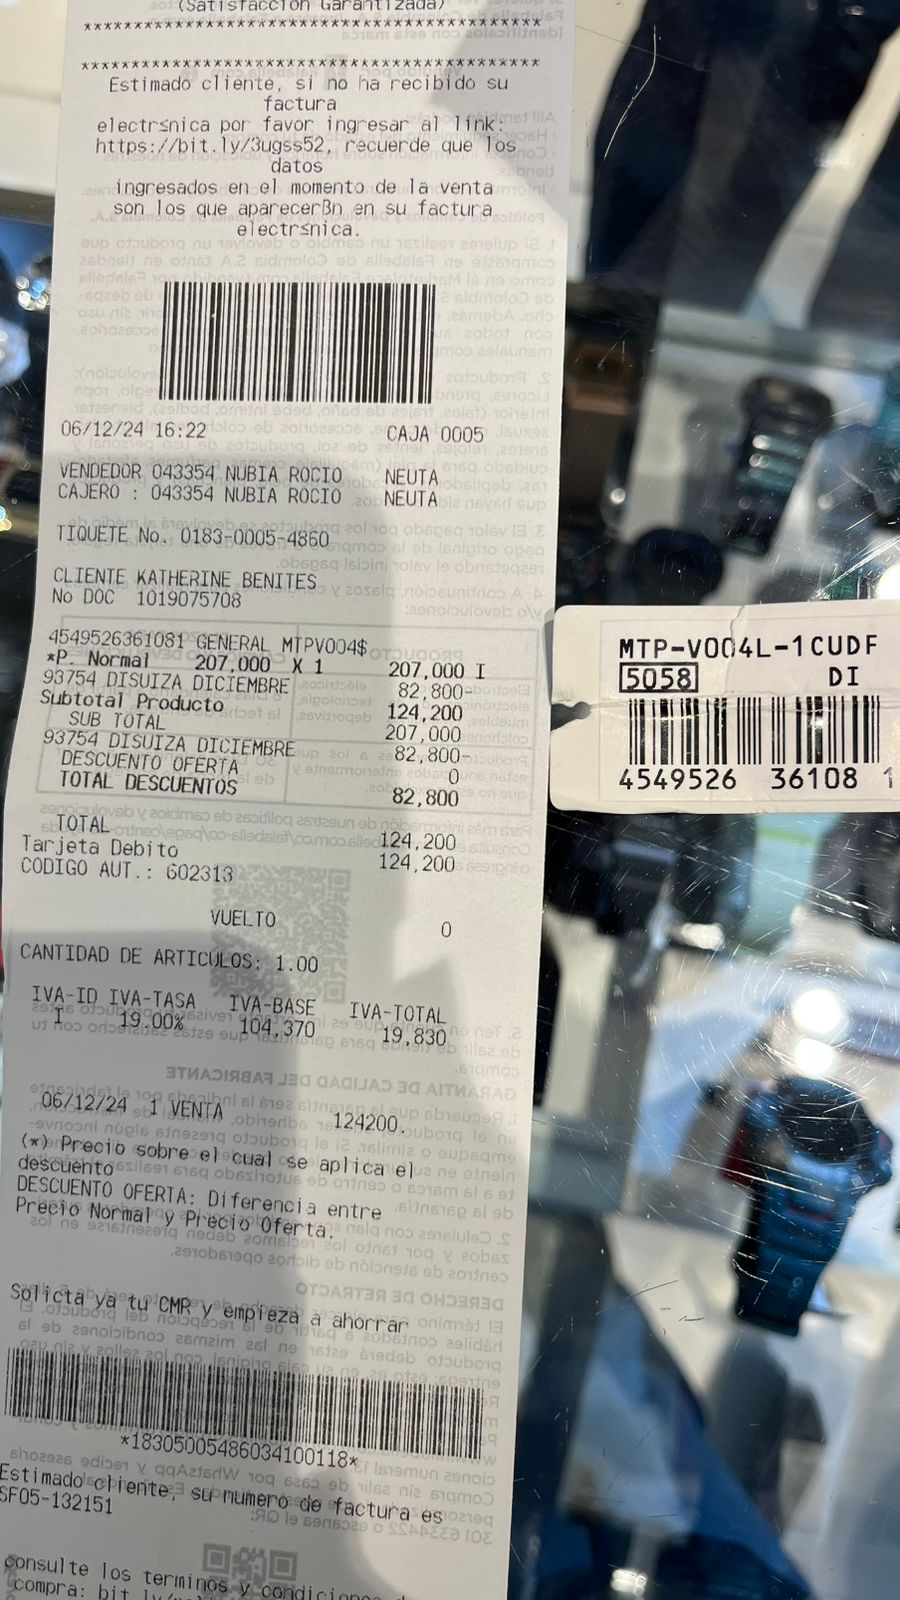 (Satisfacción Garantizada)
******************************************
******************************************
Estimado cliente, si no ha recibido su
factura
electr≤nica por favor ingresar al link:
https://bit.ly/3ugss52, recuerde que los
datos
ingresados en el momento de la venta
son los que aparecerßn en su factura
electr≤nica.
06/12/24 16:22 CAJA 0005
VENDEDOR 043354 NUBIA ROCIO NEUTA
CAJERO : 043354 NUBIA ROCIO NEUTA
TIQUETE No. 0183-0005-4860
CLIENTE KATHERINE BENITES
No DOC 1019075708
4549526361081 GENERAL MTPV004$
*P. Normal 207,000 X 1 207,000 I
93754 DISUIZA DICIEMBRE 82,800-
Subtotal Producto 124,200
SUB TOTAL 207,000
93754 DISUIZA DICIEMBRE 82,800-
DESCUENTO OFERTA 0
TOTAL DESCUENTOS 82,800
TOTAL 124,200
Tarjeta Debito 124,200
CODIGO AUT.: 602313
VUELTO 0
CANTIDAD DE ARTICULOS: 1.00
IVA-ID IVA-TASA IVA-BASE IVA-TOTAL
I 19.00% 104,370 19,830
06/12/24 1 VENTA 124200.
(*) Precio sobre el cual se aplica el
descuento
DESCUENTO OFERTA: Diferencia entre
Precio Normal y Precio Oferta.
Solicta ya tu CMR y empieza a ahorrar
*18305005486034100118*
Estimado cliente, su numero de factura es
SF05-132151
consulte los terminos y condiciones
compra: bit.ly/
MTP-V004L-1CUDF
5058 DI
4549526 36108 1